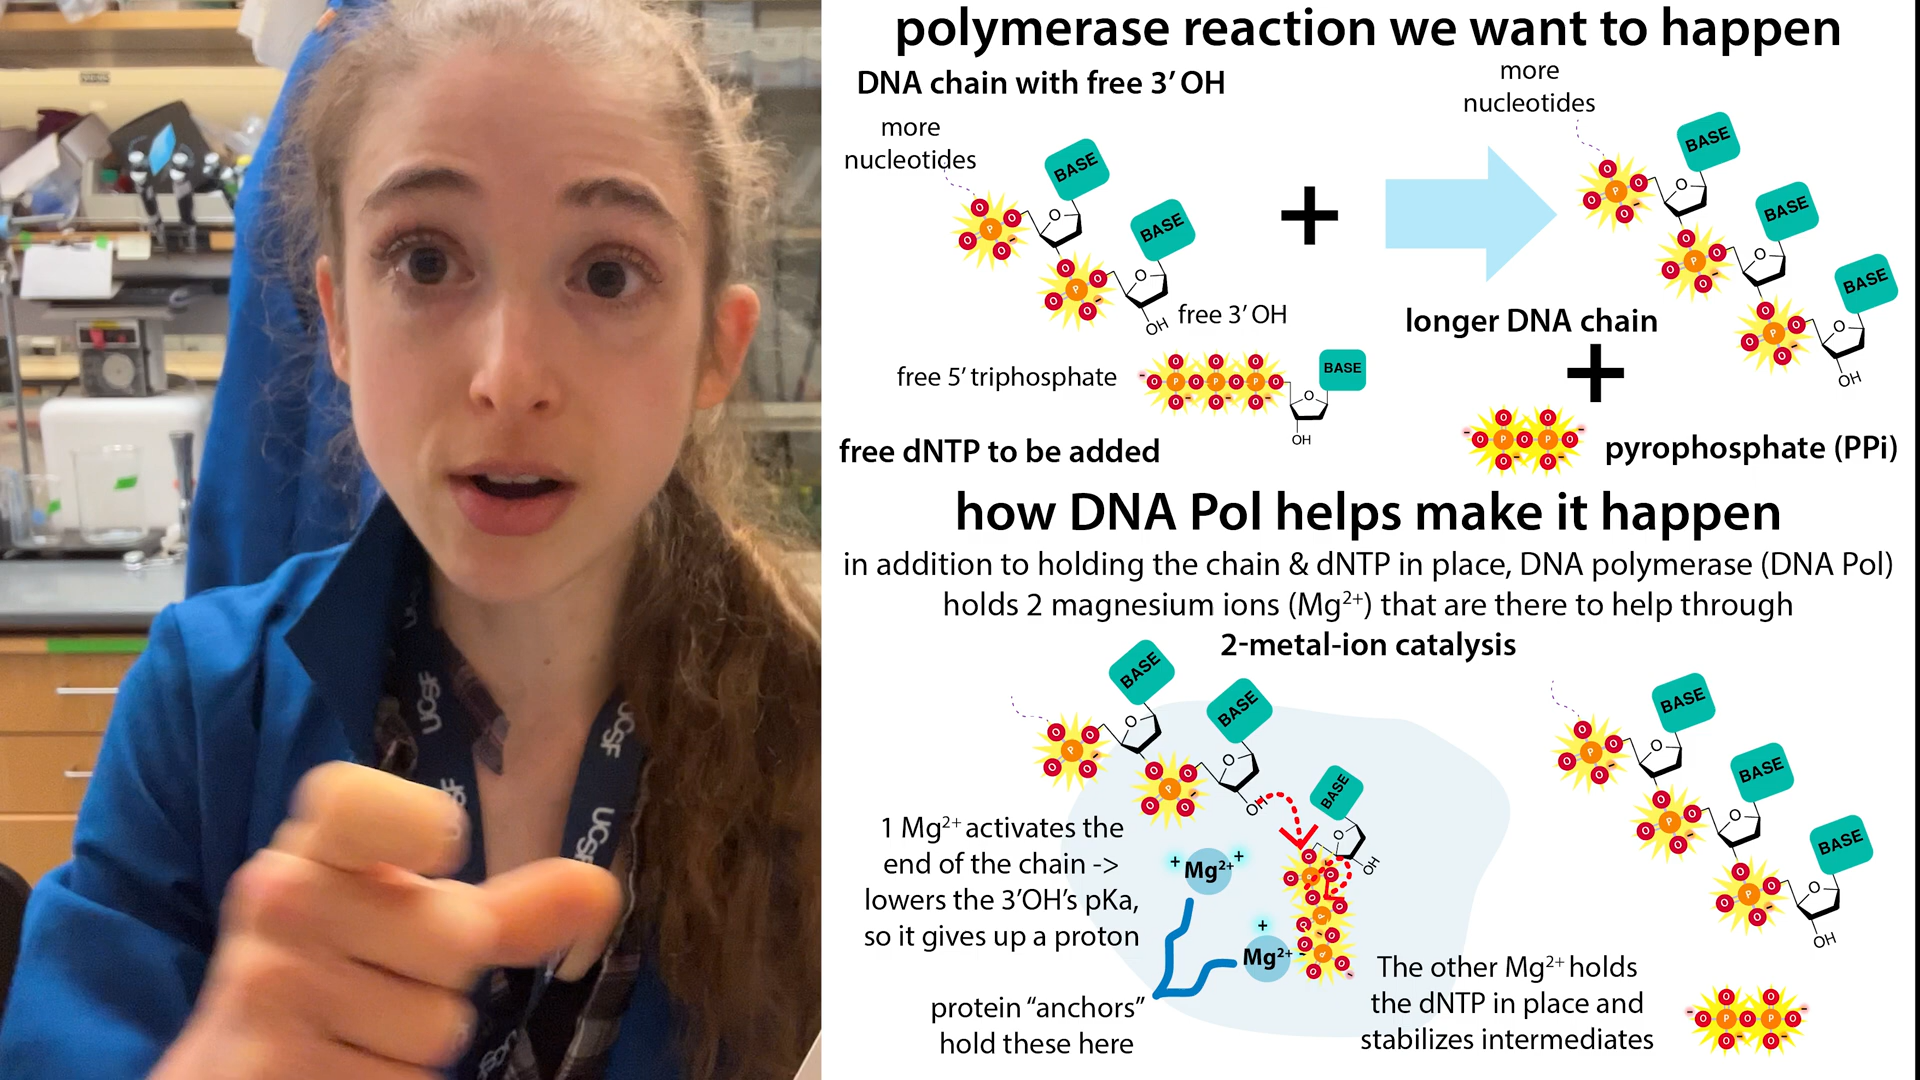 polymerase reaction we want to happen
DNA chain with free 3’ OH
more
nucleotides
BASE
BASE
O
P
O
O
O
O
O
P
O
O
O
O
OH
free 3’ OH
free 5’ triphosphate
O P O P O P O
O O O
O O O
BASE
O
OH
free dNTP to be added
+
more
nucleotides
BASE
BASE
BASE
OH
longer DNA chain
+
pyrophosphate (PPi)
how DNA Pol helps make it happen
in addition to holding the chain & dNTP in place, DNA polymerase (DNA Pol)
holds 2 magnesium ions (Mg²⁺) that are there to help through
2-metal-ion catalysis
BASE
BASE
OH
BASE
OH
1 Mg²⁺ activates the
end of the chain ->
lowers the 3’OH’s pKa,
so it gives up a proton
+ Mg²⁺ +
+
Mg²⁺
protein “anchors”
hold these here
BASE
BASE
BASE
OH
The other Mg²⁺ holds
the dNTP in place and
stabilizes intermediates
UCSF
UCSF
UCSF